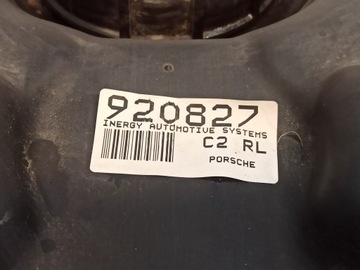 920827
INERGY AUTOMOTIVE SYSTEMS
C2 RL
PORSCHE